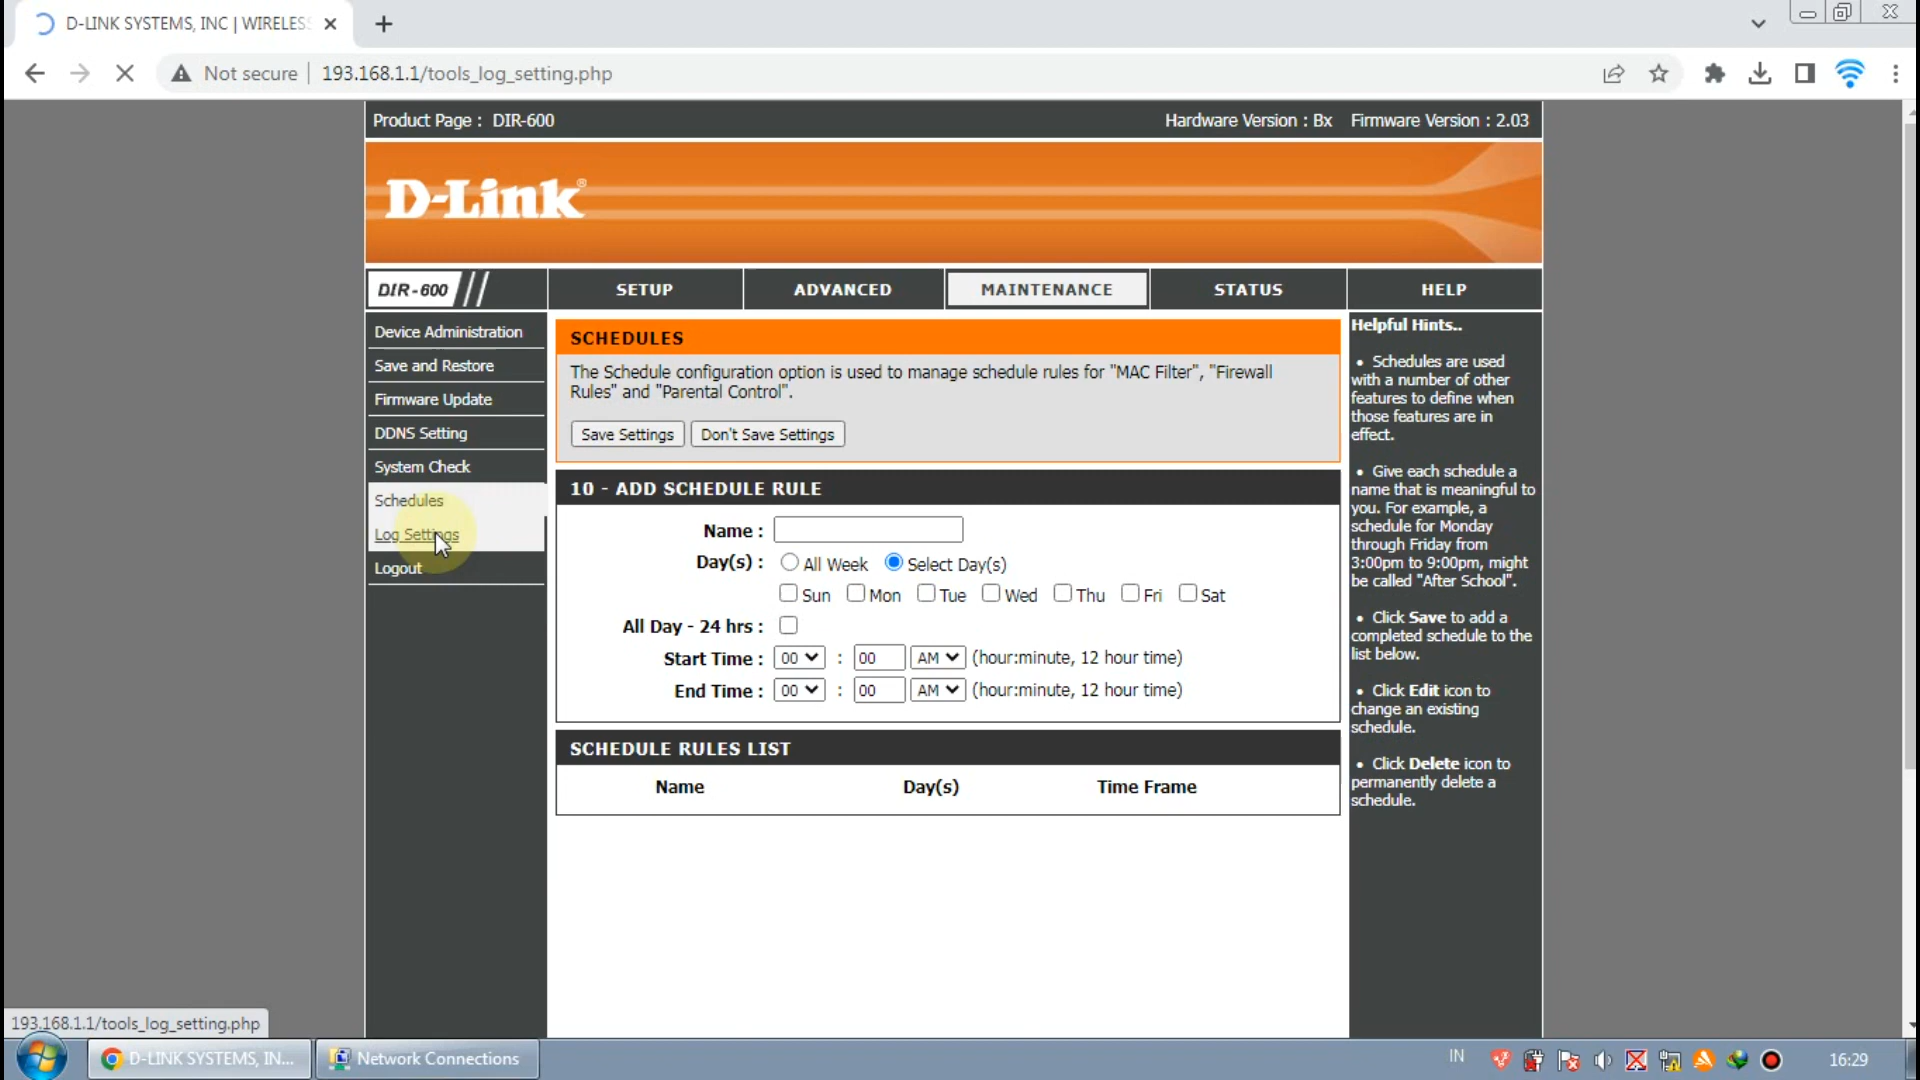 D-LINK SYSTEMS, INC | WIRELESS
Not secure 193.168.1.1/tools_log_setting.php
Product Page : DIR-600 Hardware Version : Bx Firmware Version : 2.03
D-Link®
DIR-600 SETUP ADVANCED MAINTENANCE STATUS HELP
Device Administration
Save and Restore
Firmware Update
DDNS Setting
System Check
Schedules
Log Settings
Logout
SCHEDULES
The Schedule configuration option is used to manage schedule rules for "MAC Filter", "Firewall
Rules" and "Parental Control".
Save Settings Don't Save Settings
10 - ADD SCHEDULE RULE
Name :
Day(s) : All Week Select Day(s)
Sun Mon Tue Wed Thu Fri Sat
All Day - 24 hrs :
Start Time : 00 : 00 AM (hour:minute, 12 hour time)
End Time : 00 : 00 AM (hour:minute, 12 hour time)
SCHEDULE RULES LIST
Name Day(s) Time Frame
Helpful Hints..
• Schedules are used
with a number of other
features to define when
those features are in
effect.
• Give each schedule a
name that is meaningful to
you. For example, a
schedule for Monday
through Friday from
3:00pm to 9:00pm, might
be called "After School".
• Click Save to add a
completed schedule to the
list below.
• Click Edit icon to
change an existing
schedule.
• Click Delete icon to
permanently delete a
schedule.
193.168.1.1/tools_log_setting.php
D-LINK SYSTEMS, IN... Network Connections IN 16:29